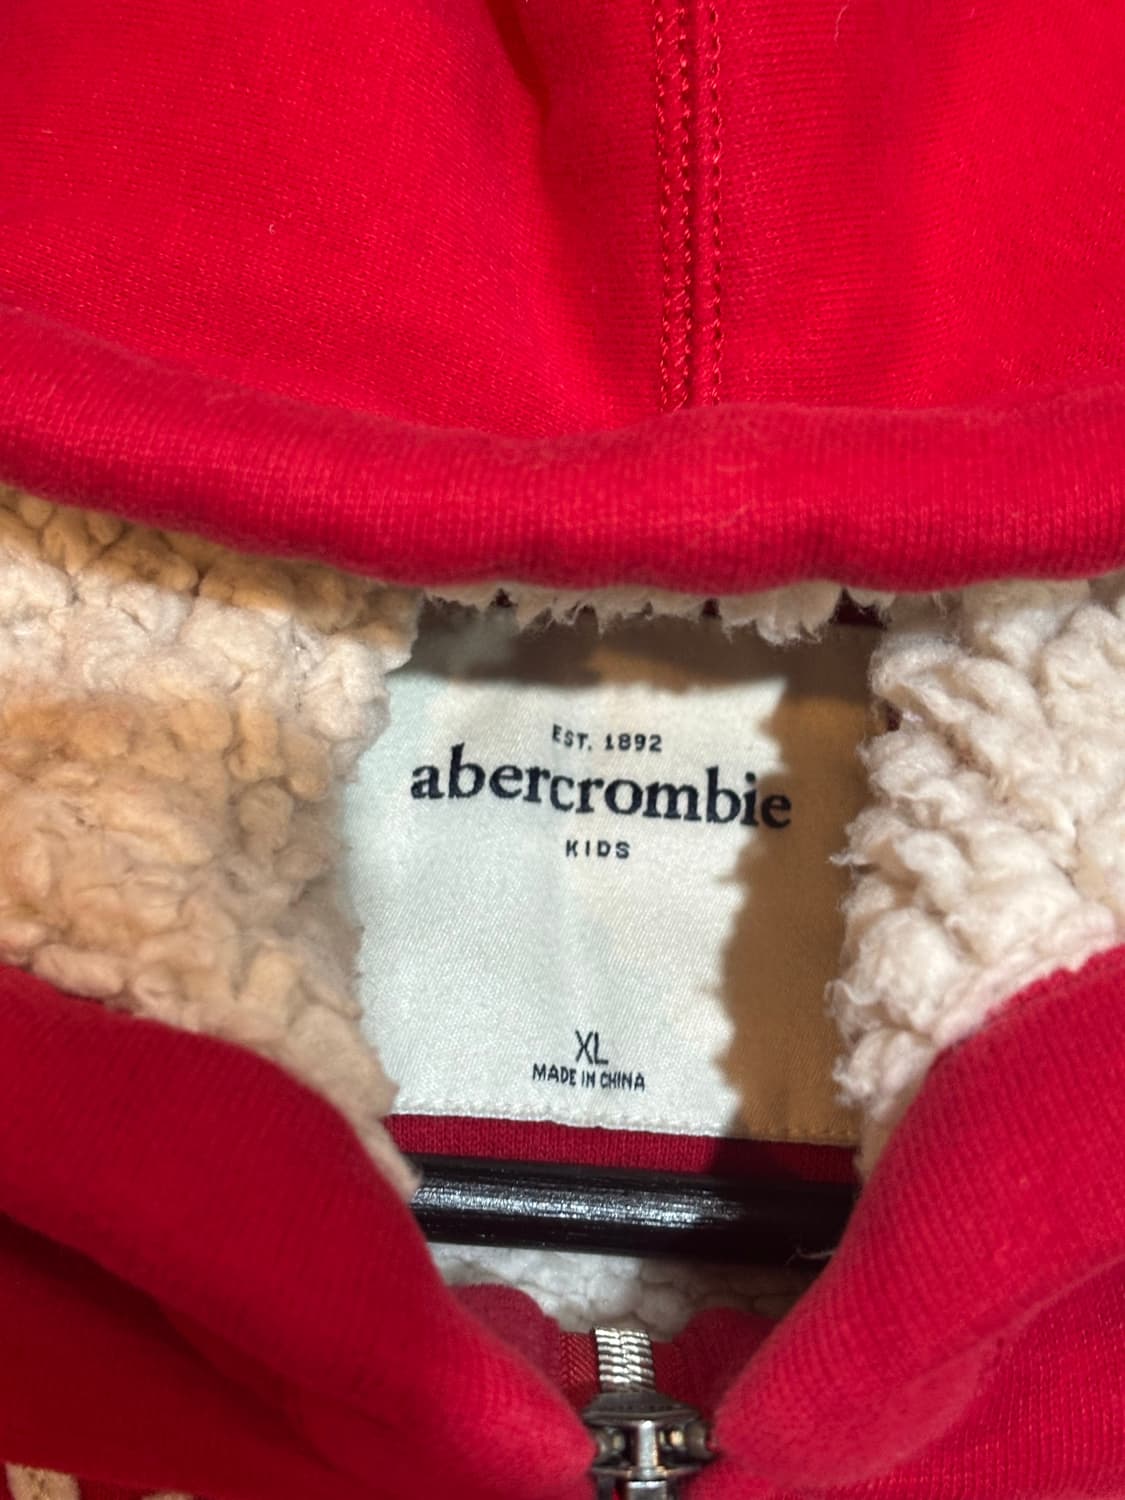 EST. 1892
abercrombie
KIDS
XL
MADE IN CHINA